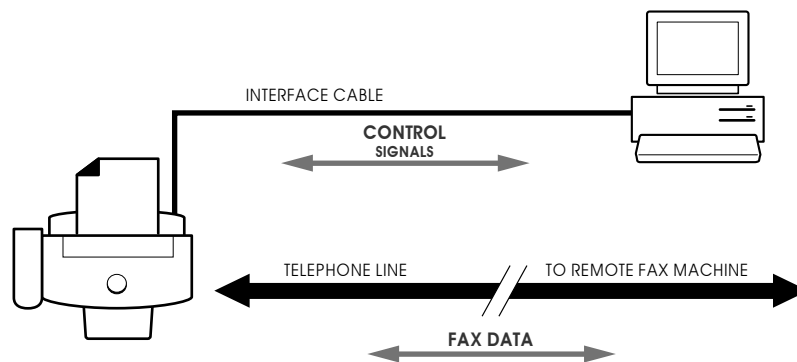 INTERFACE CABLE
CONTROL
SIGNALS
TELEPHONE LINE
TO REMOTE FAX MACHINE
FAX DATA